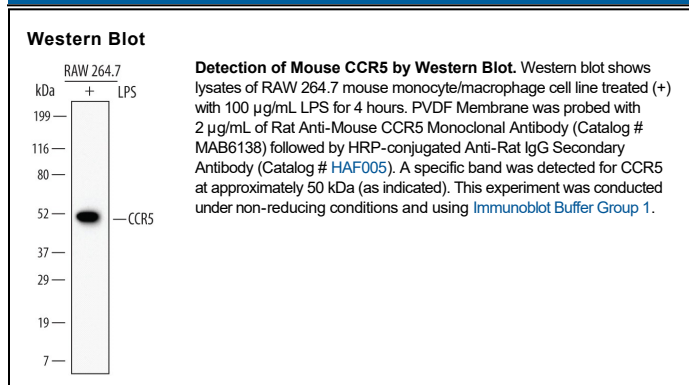 Western Blot
RAW 264.7
kDa + LPS
199
116
80
52
CCR5
37
29
19
7
Detection of Mouse CCR5 by Western Blot. Western blot shows
lysates of RAW 264.7 mouse monocyte/macrophage cell line treated (+)
with 100 µg/mL LPS for 4 hours. PVDF Membrane was probed with
2 µg/mL of Rat Anti-Mouse CCR5 Monoclonal Antibody (Catalog #
MAB6138) followed by HRP-conjugated Anti-Rat IgG Secondary
Antibody (Catalog # HAF005). A specific band was detected for CCR5
at approximately 50 kDa (as indicated). This experiment was conducted
under non-reducing conditions and using Immunoblot Buffer Group 1.